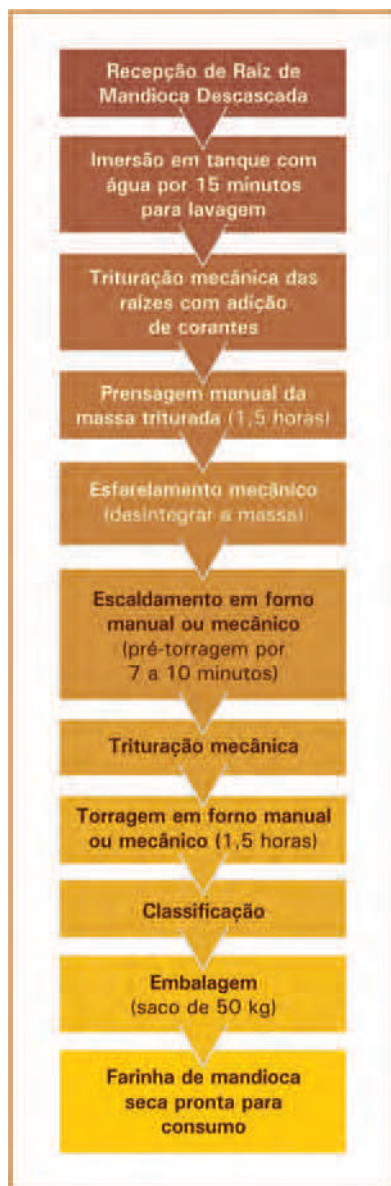 Recepção de Raiz de
Mandioca Descascada
Imersão em tanque com
água por 15 minutos
para lavagem
Trituração mecânica das
raízes com adição
de corantes
Prensagem manual da
massa triturada (1,5 horas)
Esfarelamento mecânico
(desintegrar a massa)
Escaldamento em forno
manual ou mecânico
(pré-torragem por
7 a 10 minutos)
Trituração mecânica
Torragem em forno manual
ou mecânico (1,5 horas)
Classificação
Embalagem
(saco de 50 kg)
Farinha de mandioca
seca pronta para
consumo